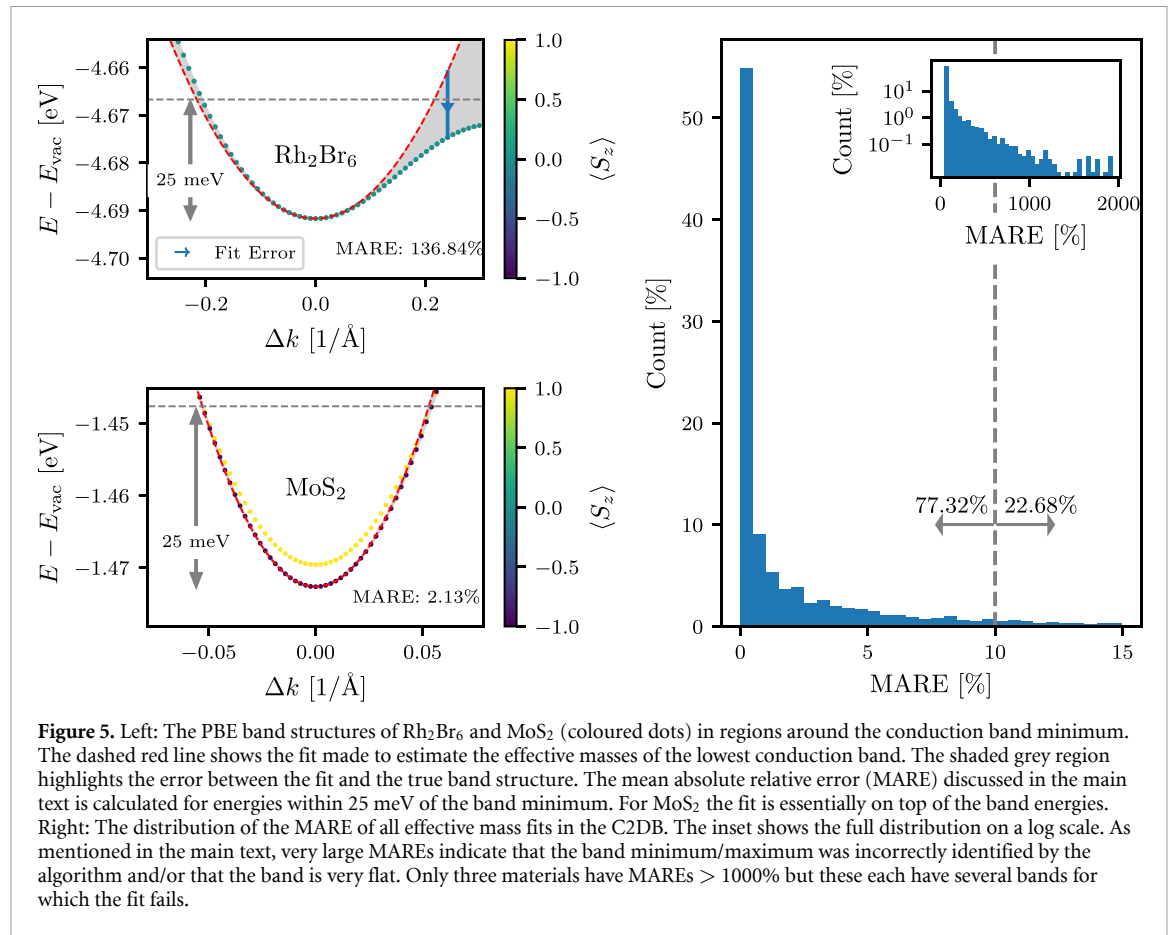 −4.66
−4.67
−4.68
−4.69
−4.70
E − Evac [eV]
Rh2Br6
25 meV
Fit Error
MARE: 136.84%
−0.2
0.0
0.2
Δk [1/Å]
1.0
0.5
0.0
−0.5
−1.0
⟨Sz⟩
−1.45
−1.46
−1.47
E − Evac [eV]
MoS2
25 meV
MARE: 2.13%
−0.05
0.00
0.05
Δk [1/Å]
1.0
0.5
0.0
−0.5
−1.0
⟨Sz⟩
50
40
30
20
10
0
Count [%]
77.32%
22.68%
0
5
10
15
MARE [%]
10¹
10⁰
10⁻¹
Count [%]
0
1000
2000
MARE [%]
Figure 5. Left: The PBE band structures of Rh2Br6 and MoS2 (coloured dots) in regions around the conduction band minimum.
The dashed red line shows the fit made to estimate the effective masses of the lowest conduction band. The shaded grey region
highlights the error between the fit and the true band structure. The mean absolute relative error (MARE) discussed in the main
text is calculated for energies within 25 meV of the band minimum. For MoS2 the fit is essentially on top of the band energies.
Right: The distribution of the MARE of all effective mass fits in the C2DB. The inset shows the full distribution on a log scale. As
mentioned in the main text, very large MAREs indicate that the band minimum/maximum was incorrectly identified by the
algorithm and/or that the band is very flat. Only three materials have MAREs > 1000% but these each have several bands for
which the fit fails.